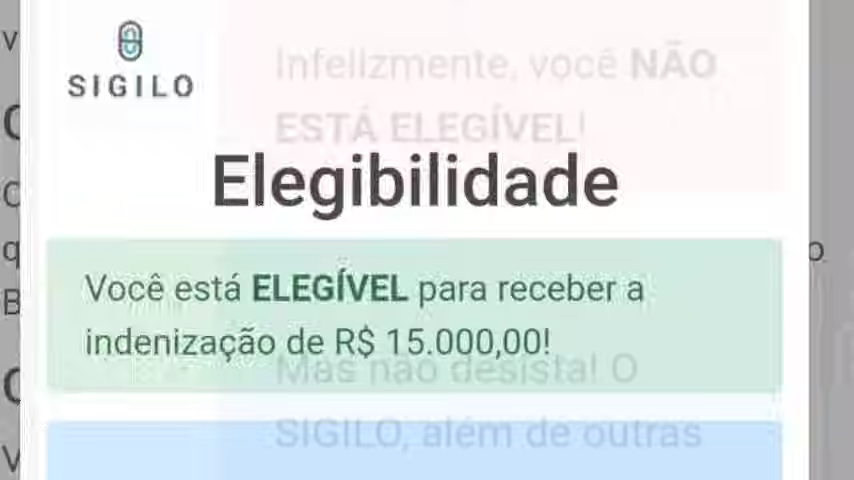 SIGILO
Infelizmente, você NÃO
ESTÁ ELEGÍVEL!
Elegibilidade
Você está ELEGÍVEL para receber a
indenização de R$ 15.000,00!
Mas não desista! O
SIGILO, além de outras